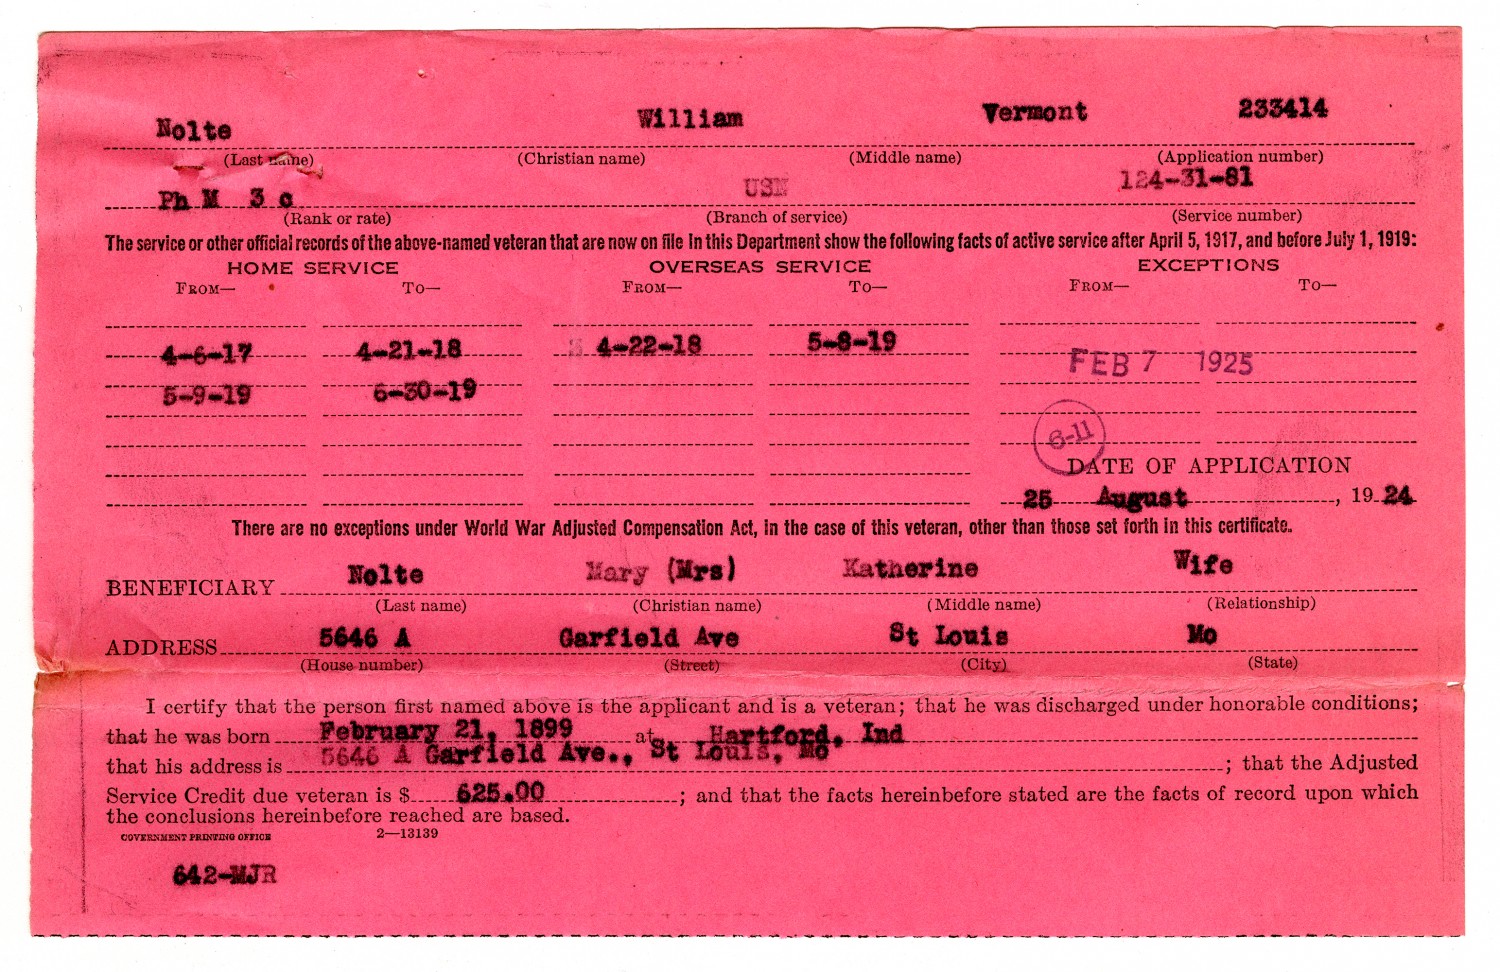 Nolte William Vermont 233414
(Last name) (Christian name) (Middle name) (Application number)
Ph M 3 c USN 124-31-81
(Rank or rate) (Branch of service) (Service number)
The service or other official records of the above-named veteran that are now on file in this Department show the following facts of active service after April 5, 1917, and before July 1, 1919:
HOME SERVICE OVERSEAS SERVICE EXCEPTIONS
FROM— TO— FROM— TO— FROM— TO—
4-6-17 4-21-18 4-22-18 5-8-19
FEB 7 1925
5-9-19 6-30-19
6-11
DATE OF APPLICATION
25 August, 1924
There are no exceptions under World War Adjusted Compensation Act, in the case of this veteran, other than those set forth in this certificate.
BENEFICIARY Nolte Mary (Mrs) Katherine Wife
(Last name) (Christian name) (Middle name) (Relationship)
ADDRESS 5646 A Garfield Ave St Louis Mo
(House number) (Street) (City) (State)
I certify that the person first named above is the applicant and is a veteran; that he was discharged under honorable conditions;
that he was born February 21, 1899 at Hartford, Ind
that his address is 5646 A Garfield Ave., St Louis, Mo; that the Adjusted
Service Credit due veteran is $ 625.00; and that the facts hereinbefore stated are the facts of record upon which
the conclusions hereinbefore reached are based.
GOVERNMENT PRINTING OFFICE 2—13139
642-MJR